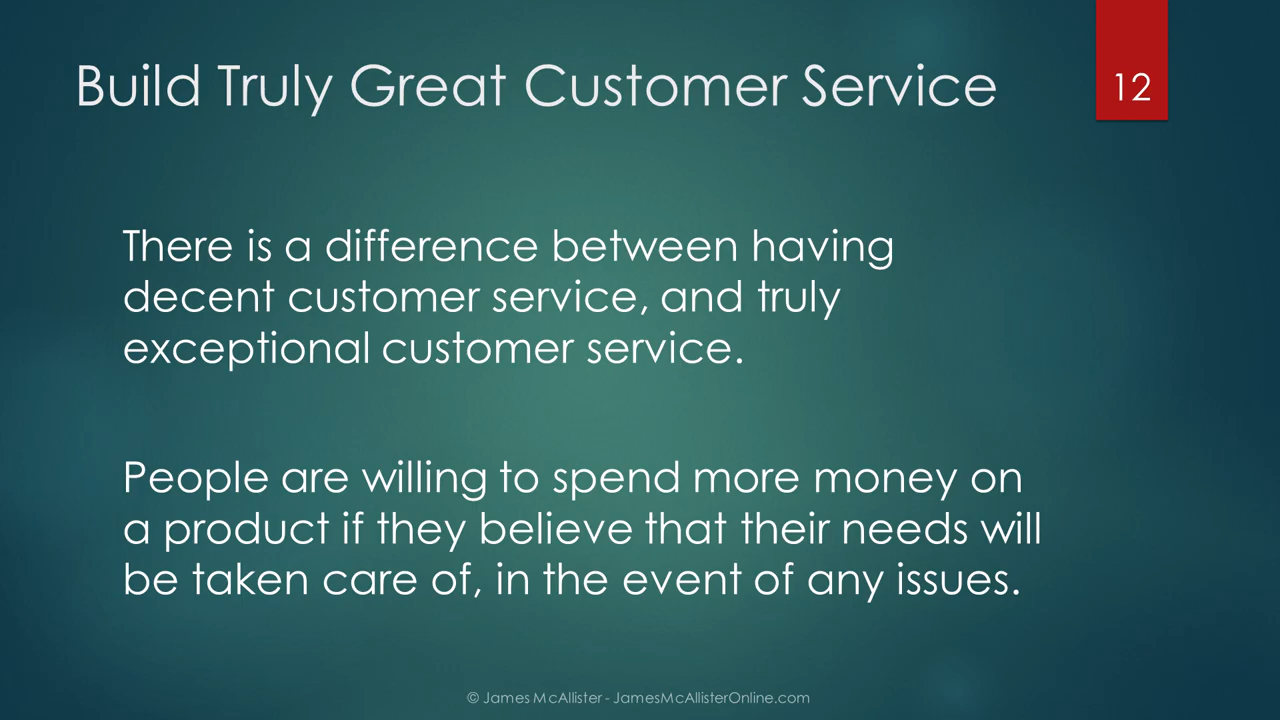 Build Truly Great Customer Service
12
There is a difference between having
decent customer service, and truly
exceptional customer service.
People are willing to spend more money on
a product if they believe that their needs will
be taken care of, in the event of any issues.
© James McAllister - JamesMcAllisterOnline.com